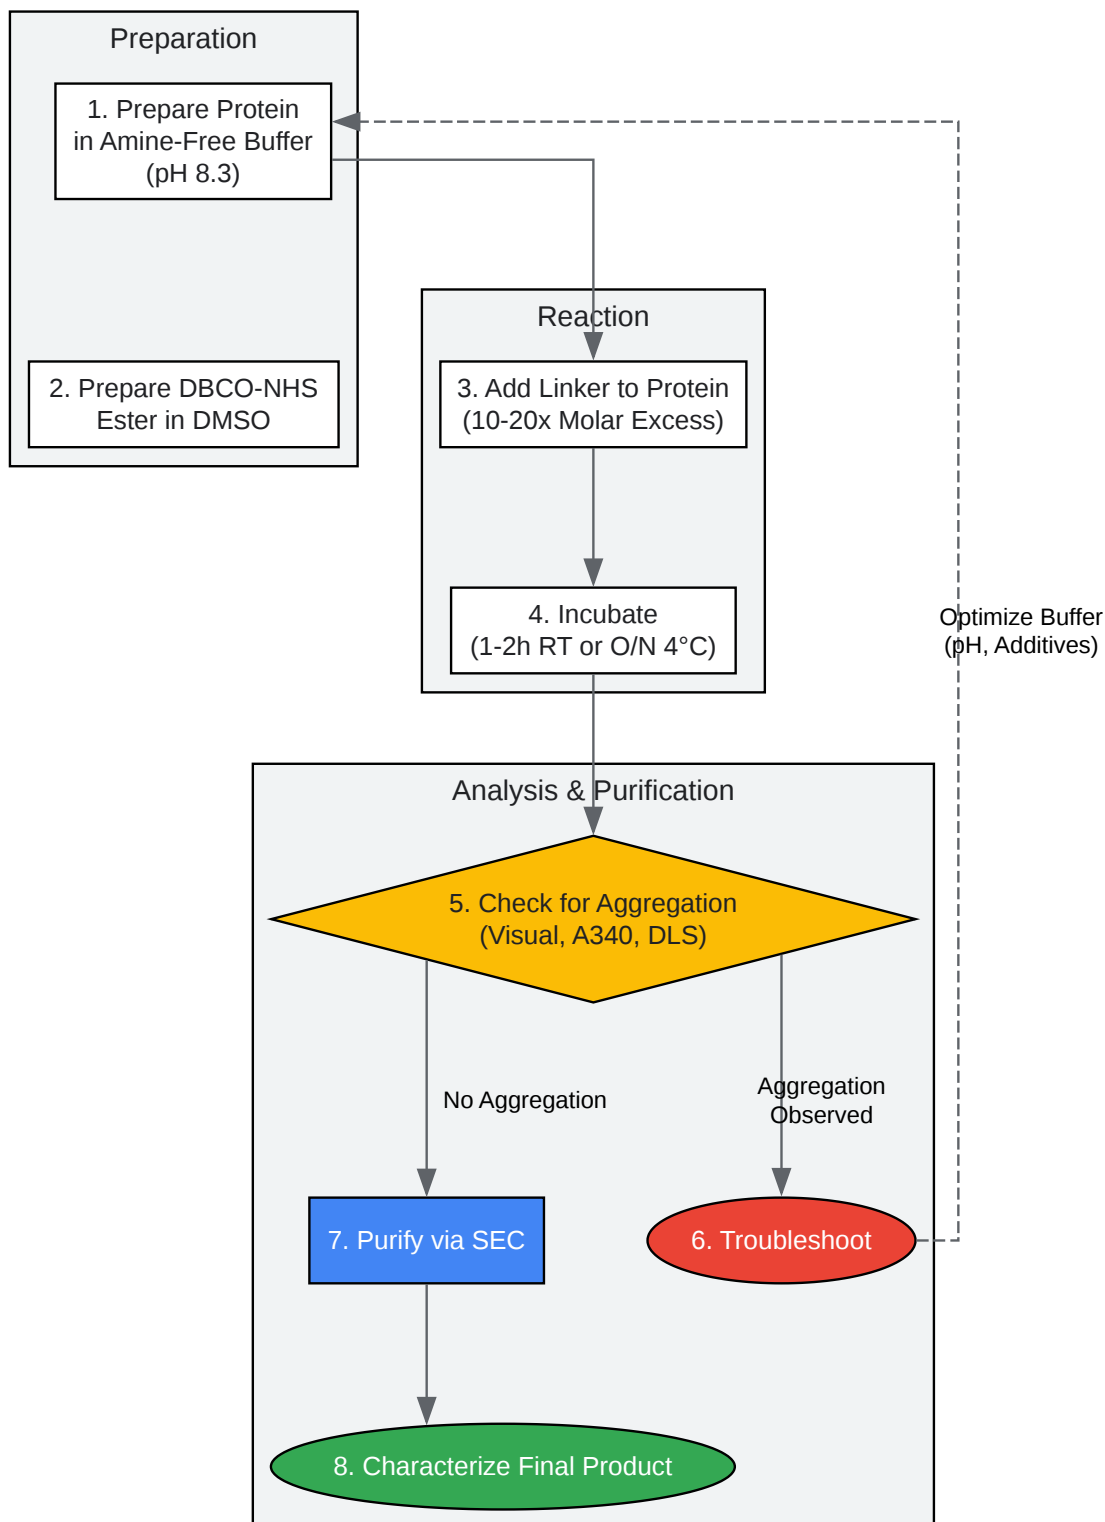 Preparation
1. Prepare Protein
in Amine-Free Buffer
(pH 8.3)
2. Prepare DBCO-NHS
Ester in DMSO
Reaction
3. Add Linker to Protein
(10-20x Molar Excess)
4. Incubate
(1-2h RT or O/N 4°C)
Optimize Buffer
(pH, Additives)
Analysis & Purification
5. Check for Aggregation
(Visual, A340, DLS)
No Aggregation
Aggregation
Observed
7. Purify via SEC
6. Troubleshoot
8. Characterize Final Product